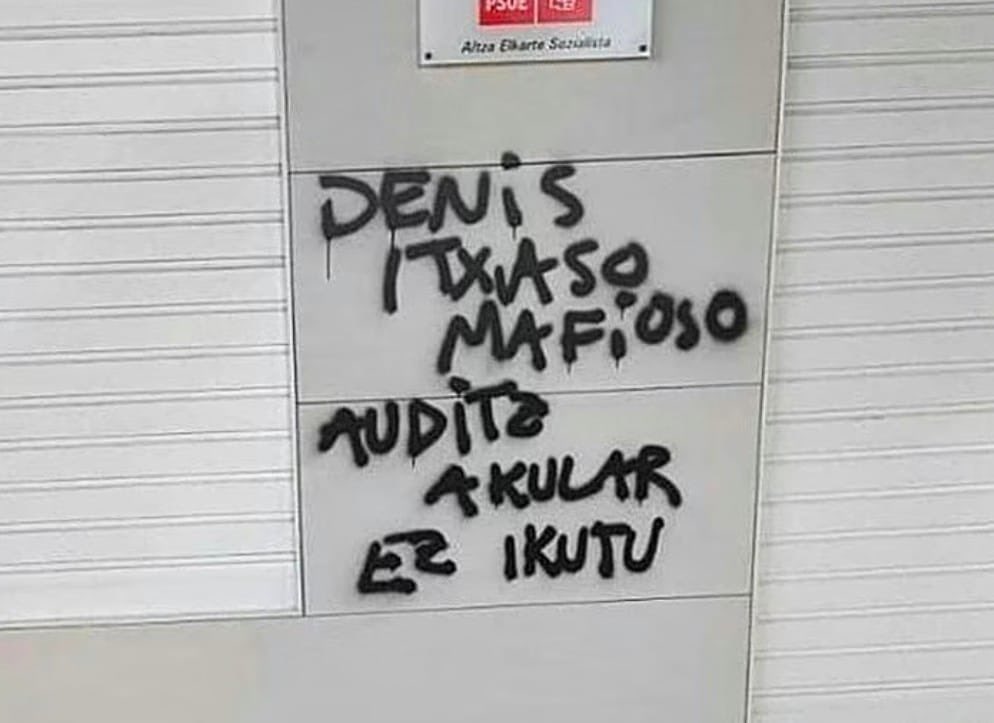 PSOE
Altza Elkarte Sozialista
DENiS
ITXASO
MAFiOSO
AUDiTZ
AKULAR
EZ IKUTU